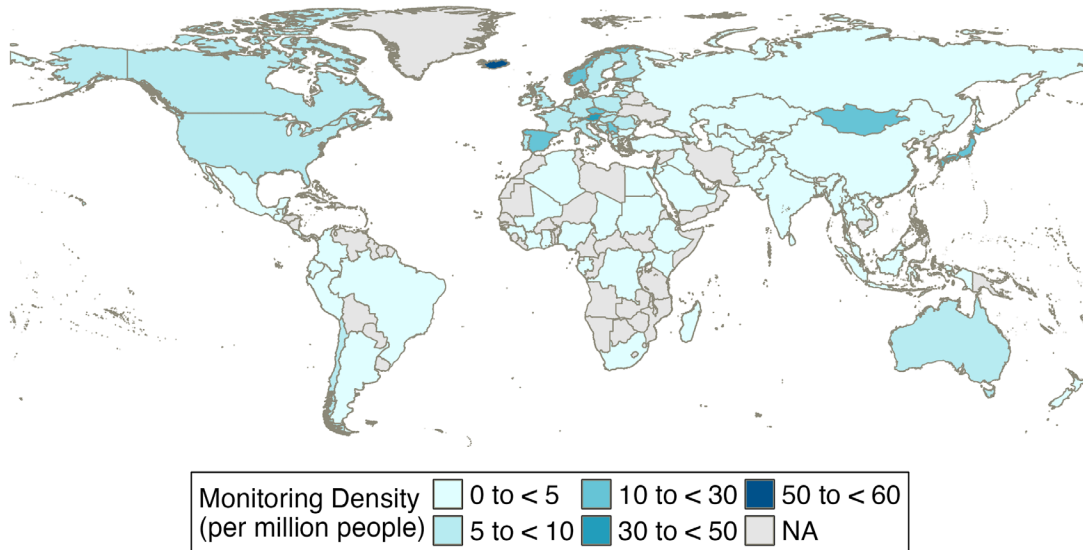 Monitoring Density
(per million people)
0 to < 5
10 to < 30
50 to < 60
5 to < 10
30 to < 50
NA